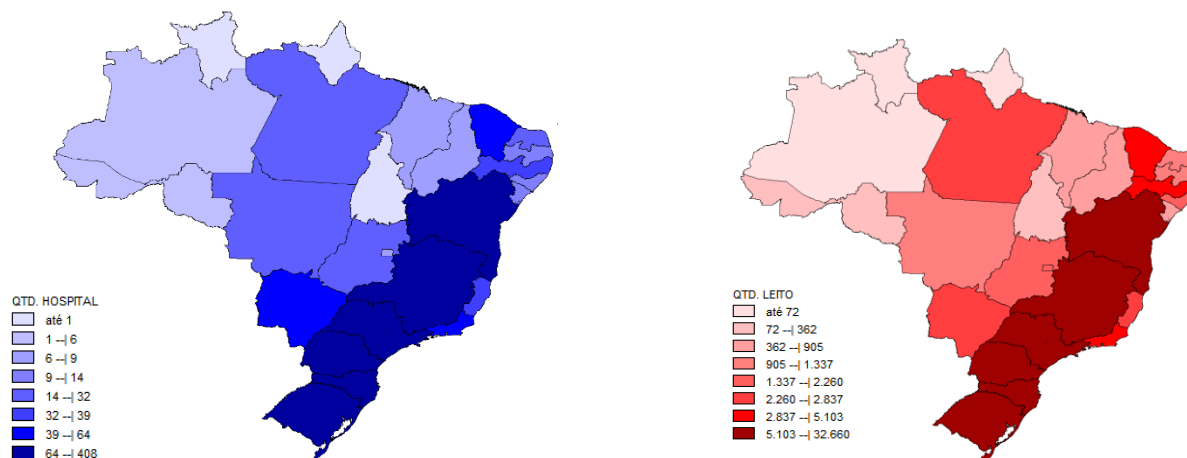 QTD. HOSPITAL
até 1
1 --| 6
6 --| 9
9 --| 14
14 --| 32
32 --| 39
39 --| 64
64 --| 408
QTD. LEITO
até 72
72 --| 362
362 --| 905
905 --| 1.337
1.337 --| 2.260
2.260 --| 2.837
2.837 --| 5.103
5.103 --| 32.660